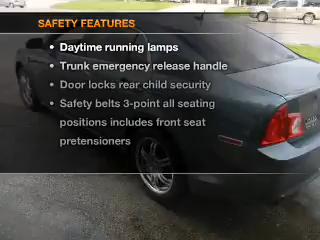 SAFETY FEATURES
• Daytime running lamps
• Trunk emergency release handle
• Door locks rear child security
• Safety belts 3-point all seating
positions includes front seat
pretensioners